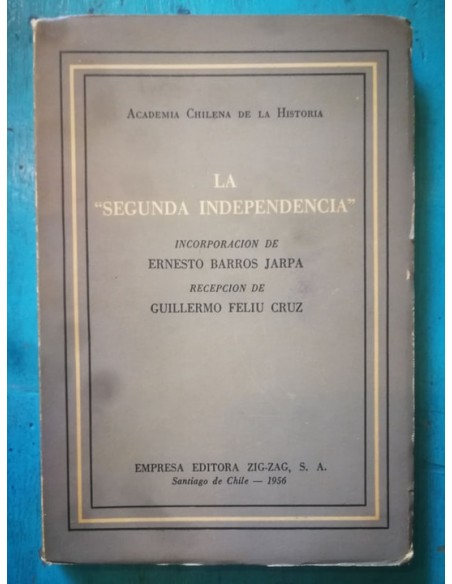 ACADEMIA CHILENA DE LA HISTORIA
LA
"SEGUNDA INDEPENDENCIA"
INCORPORACION DE
ERNESTO BARROS JARPA
RECEPCION DE
GUILLERMO FELIU CRUZ
EMPRESA EDITORA ZIG-ZAG, S. A.
Santiago de Chile — 1956